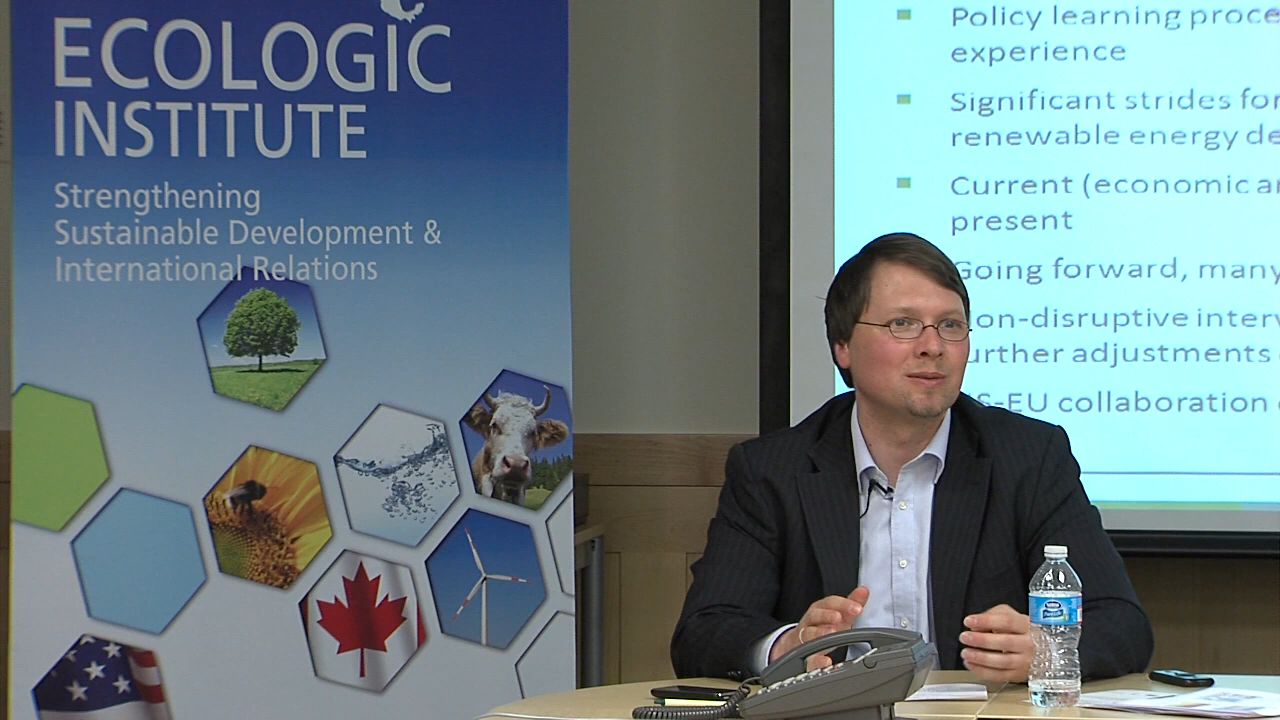 ECOLOGIC
INSTITUTE
Strengthening
Sustainable Development &
International Relations
Policy learning proce
experience
Significant strides for
renewable energy de
Current (economic a
present
Going forward, many
on-disruptive interv
urther adjustments
S-EU collaboration